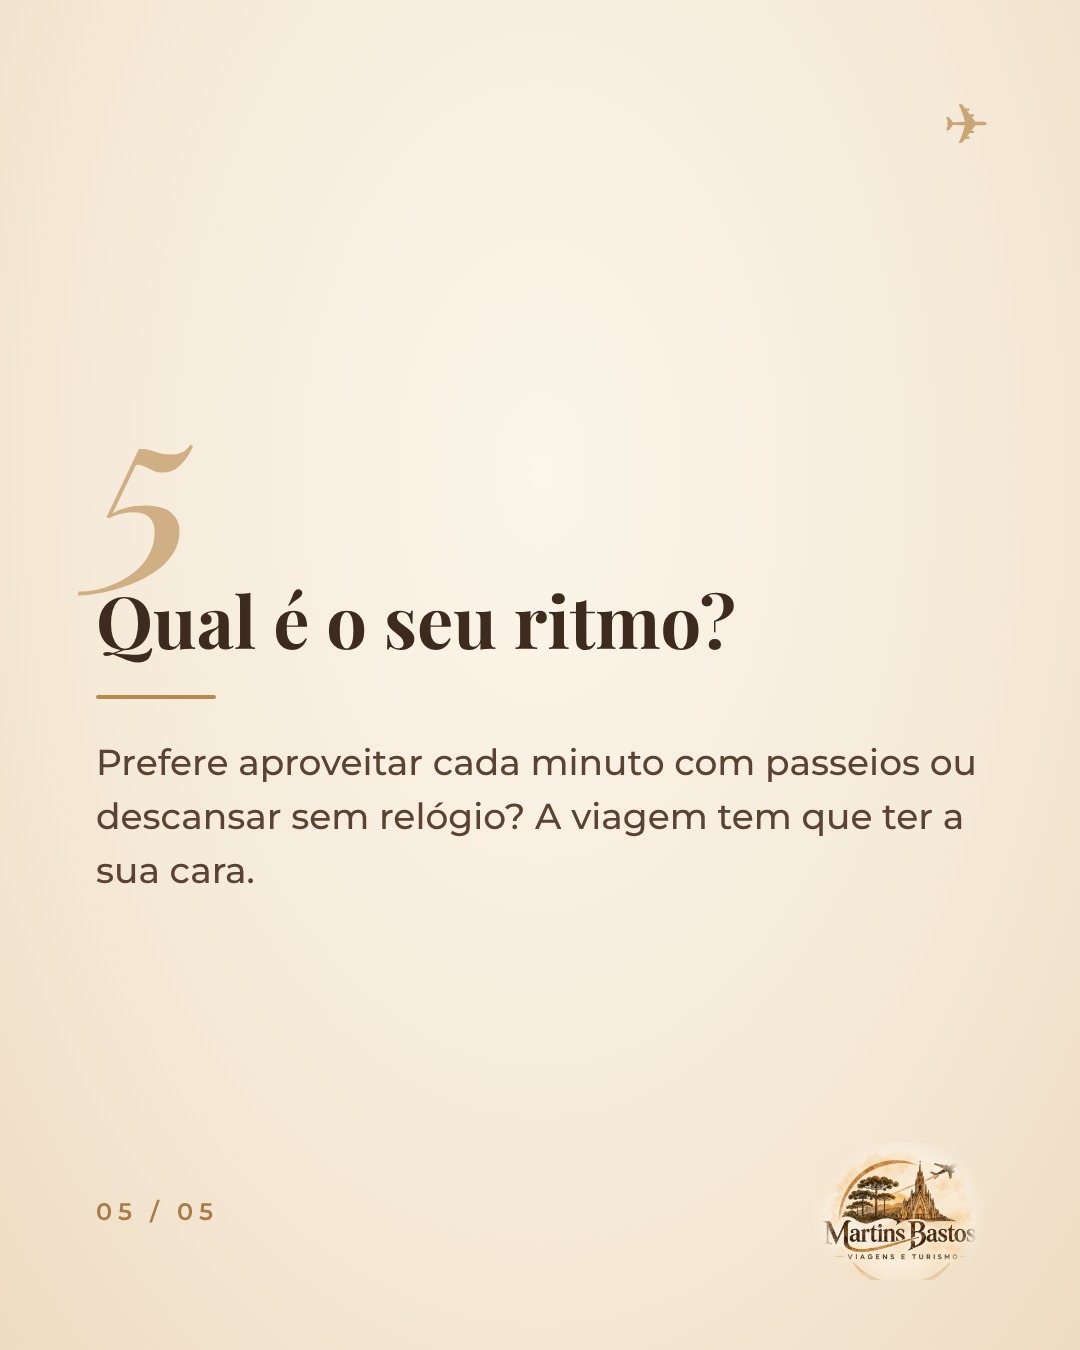 5
Qual é o seu ritmo?
Prefere aproveitar cada minuto com passeios ou
descansar sem relógio? A viagem tem que ter a
sua cara.
05 / 05
Martins Bastos
VIAGENS E TURISMO